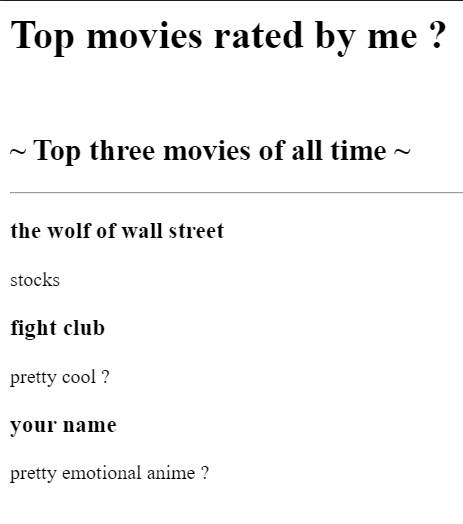 Top movies rated by me ?
~ Top three movies of all time ~
the wolf of wall street
stocks
fight club
pretty cool ?
your name
pretty emotional anime ?